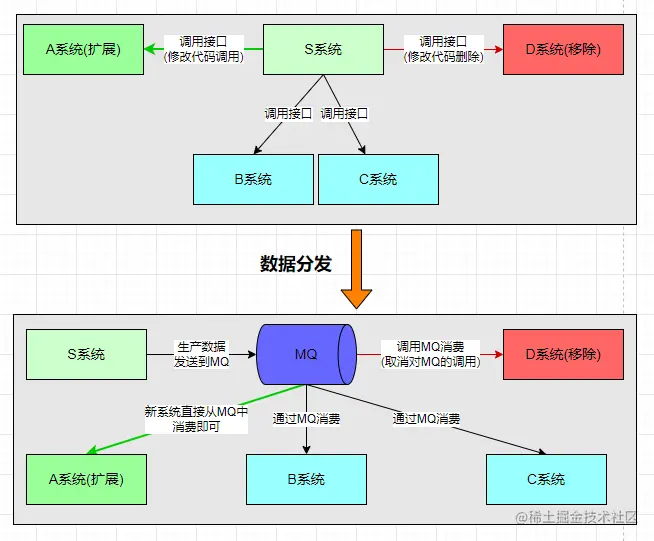 A系统(扩展)
调用接口
(修改代码调用)
S系统
调用接口
(修改代码删除)
D系统(移除)
调用接口
调用接口
B系统
C系统
数据分发
S系统
生产数据
发送到MQ
MQ
调用MQ消费
(取消对MQ的调用)
D系统(移除)
新系统直接从MQ中
消费即可
通过MQ消费
通过MQ消费
A系统(扩展)
B系统
C系统
@稀土掘金技术社区